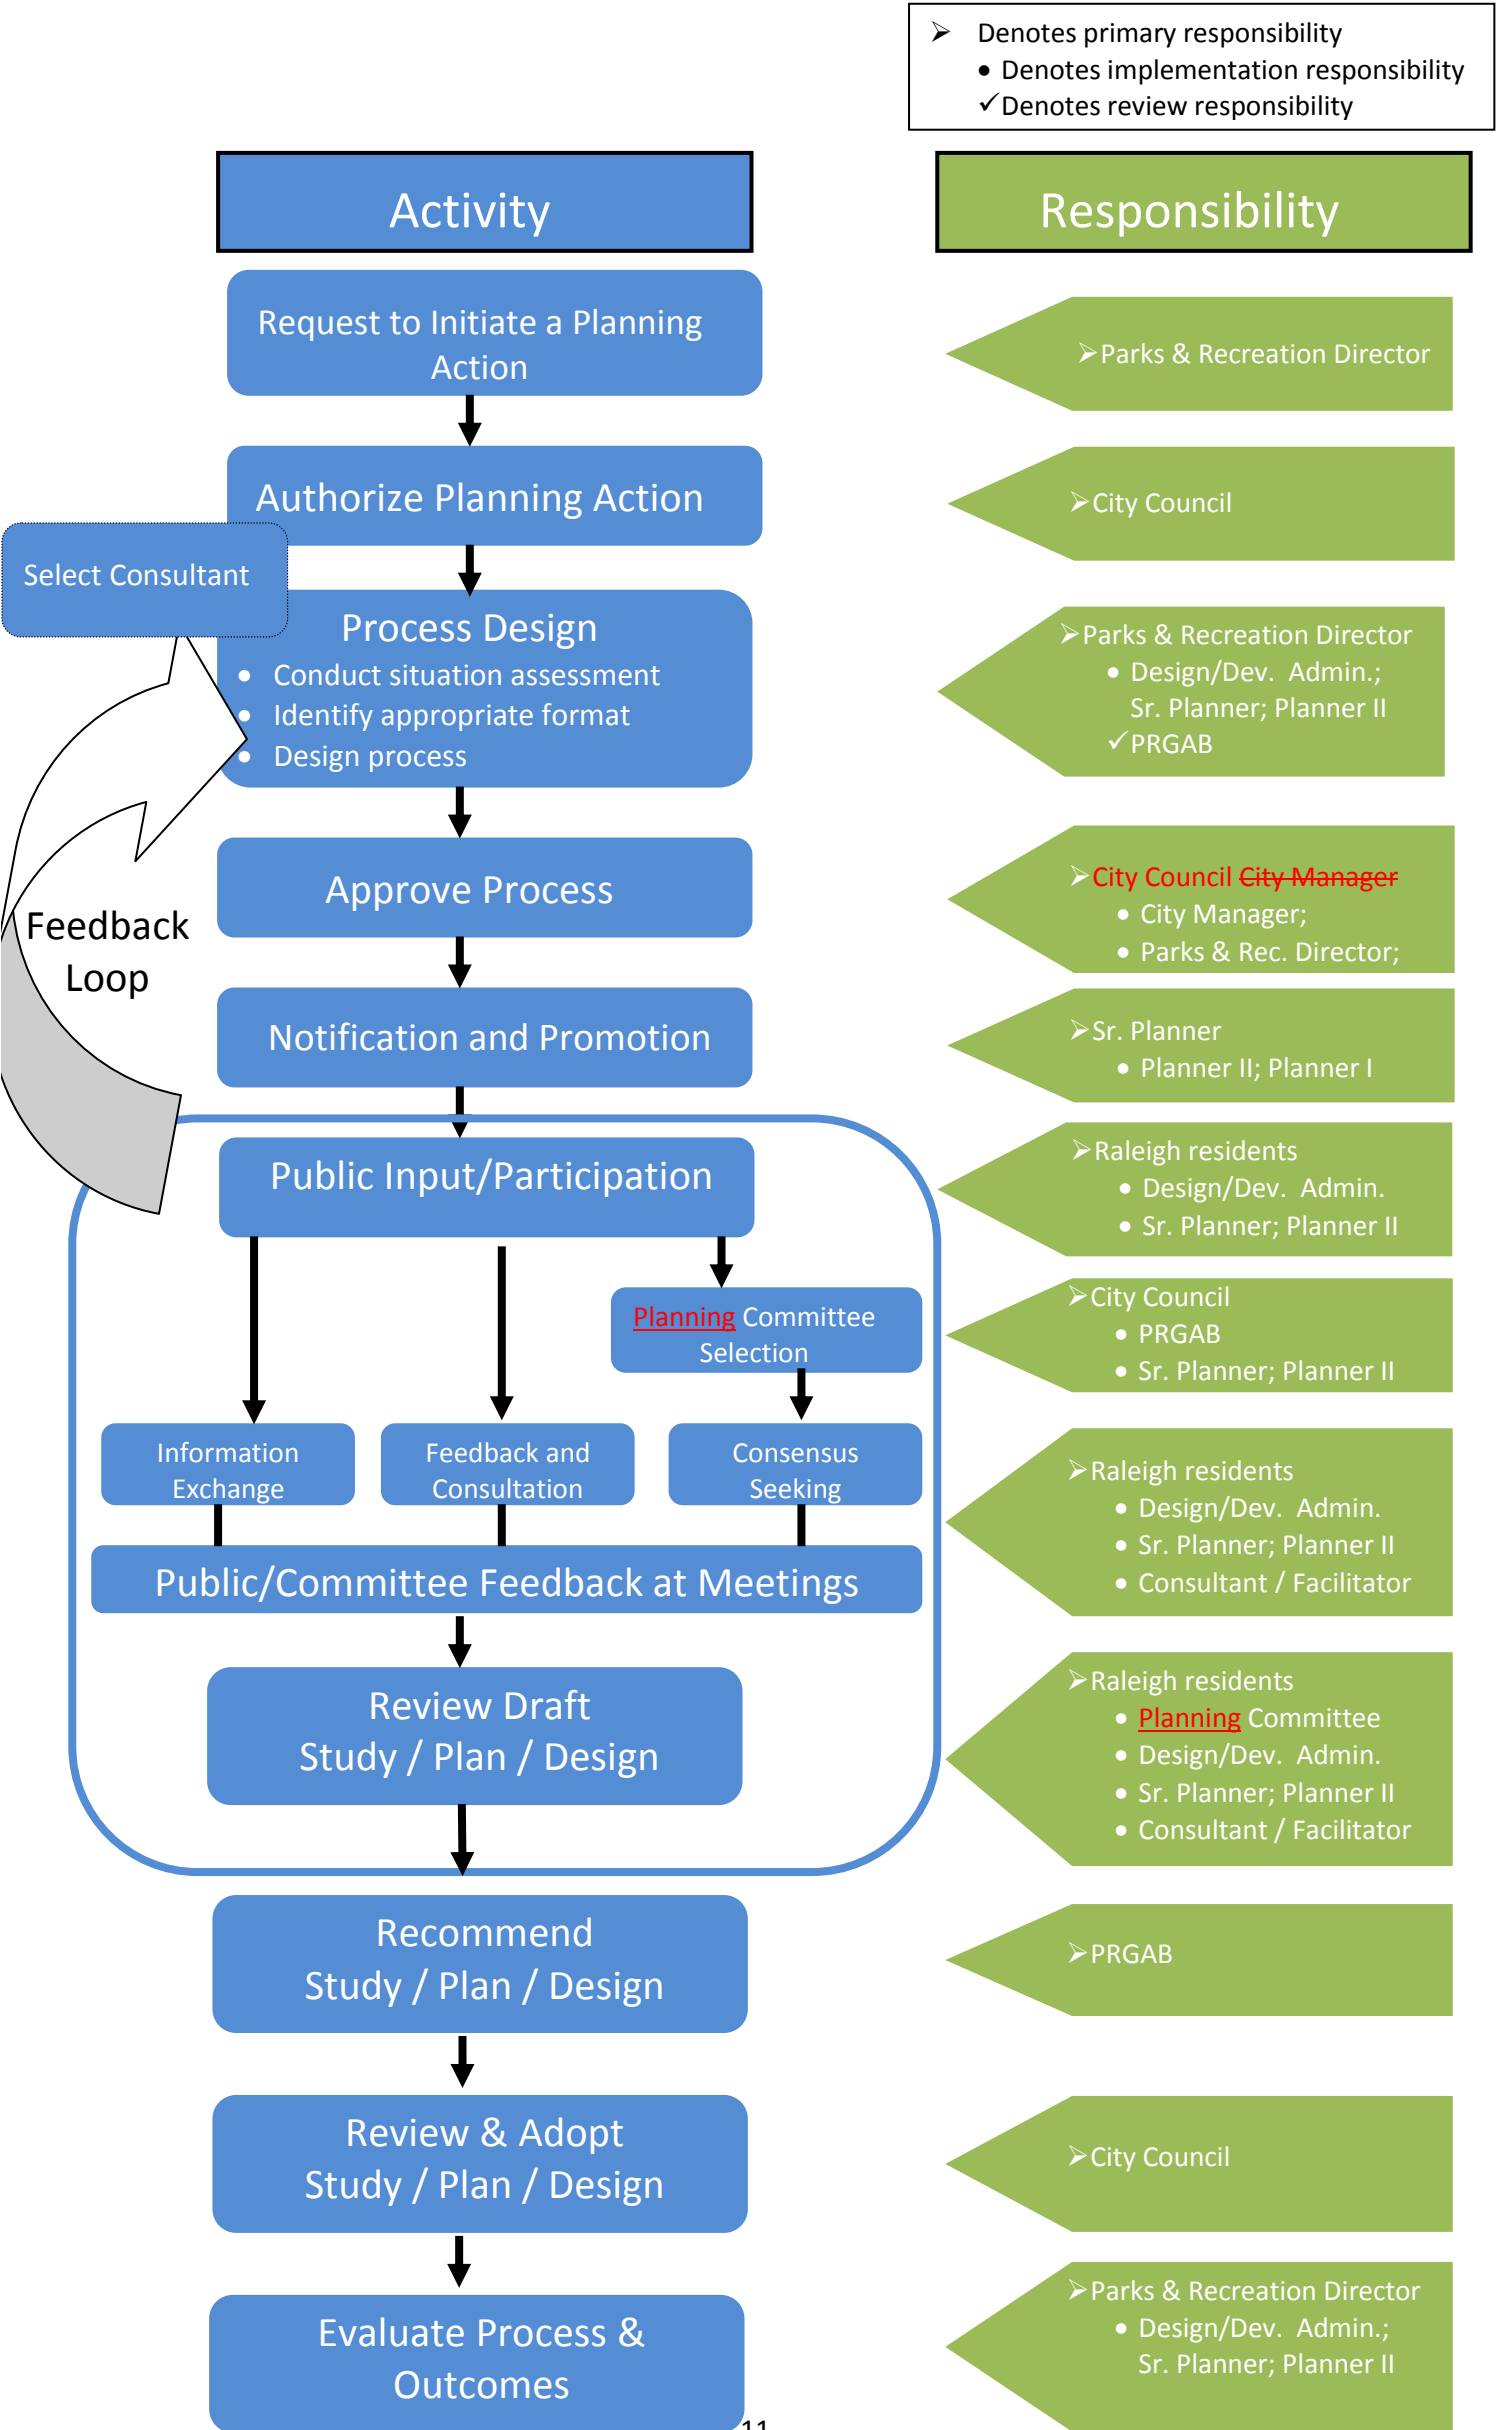 ➢ Denotes primary responsibility
• Denotes implementation responsibility
✓Denotes review responsibility
Activity
Responsibility
Request to Initiate a Planning
Action
➢Parks & Recreation Director
Authorize Planning Action
➢City Council
Select Consultant
Process Design
• Conduct situation assessment
• Identify appropriate format
• Design process
➢Parks & Recreation Director
• Design/Dev. Admin.;
Sr. Planner; Planner II
✓PRGAB
Approve Process
➢City Council City Manager
• City Manager;
• Parks & Rec. Director;
Feedback
Loop
Notification and Promotion
➢Sr. Planner
• Planner II; Planner I
Public Input/Participation
➢Raleigh residents
• Design/Dev. Admin.
• Sr. Planner; Planner II
Planning Committee
Selection
➢City Council
• PRGAB
• Sr. Planner; Planner II
Information
Exchange
Feedback and
Consultation
Consensus
Seeking
Public/Committee Feedback at Meetings
➢Raleigh residents
• Design/Dev. Admin.
• Sr. Planner; Planner II
• Consultant / Facilitator
Review Draft
Study / Plan / Design
➢Raleigh residents
• Planning Committee
• Design/Dev. Admin.
• Sr. Planner; Planner II
• Consultant / Facilitator
Recommend
Study / Plan / Design
➢PRGAB
Review & Adopt
Study / Plan / Design
➢City Council
Evaluate Process &
Outcomes
➢Parks & Recreation Director
• Design/Dev. Admin.;
Sr. Planner; Planner II
11